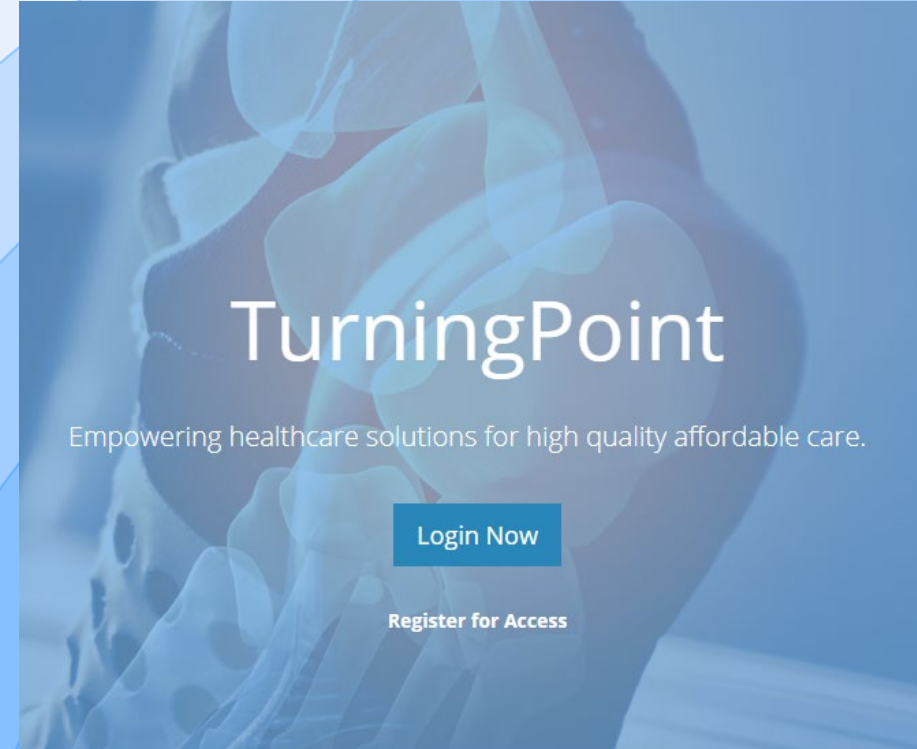 TurningPoint
Empowering healthcare solutions for high quality affordable care.
Login Now
Register for Access